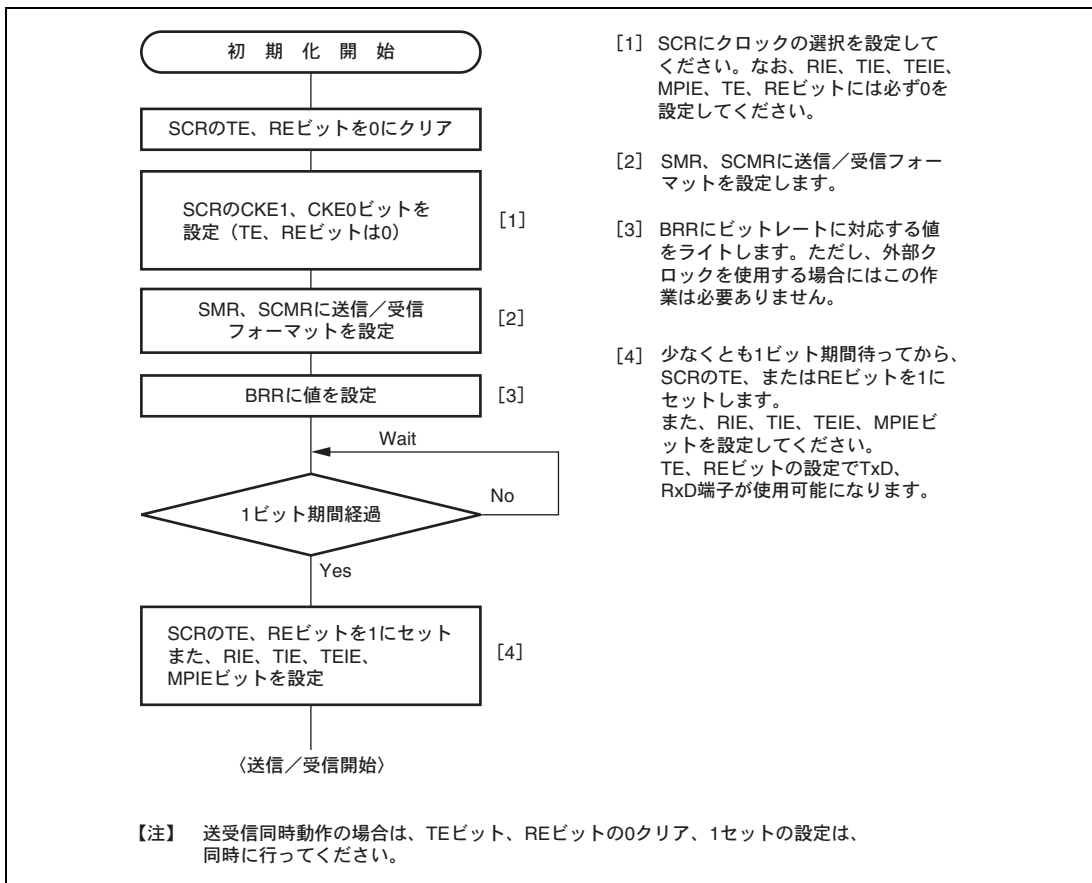 初 期 化 開 始
SCRのTE、REビットを0にクリア
SCRのCKE1、CKE0ビットを
設定（TE、REビットは0）
[1]
SMR、SCMRに送信／受信
フォーマットを設定
[2]
BRRに値を設定
[3]
Wait
No
1ビット期間経過
Yes
SCRのTE、REビットを1にセット
また、RIE、TIE、TEIE、
MPIEビットを設定
[4]
〈送信／受信開始〉
[1] SCRにクロックの選択を設定して
ください。なお、RIE、TIE、TEIE、
MPIE、TE、REビットには必ず0を
設定してください。
[2] SMR、SCMRに送信／受信フォー
マットを設定します。
[3] BRRにビットレートに対応する値
をライトします。ただし、外部ク
ロックを使用する場合にはこの作
業は必要ありません。
[4] 少なくとも1ビット期間待ってから、
SCRのTE、またはREビットを1に
セットします。
また、RIE、TIE、TEIE、MPIEビ
ットを設定してください。
TE、REビットの設定でTxD、
RxD端子が使用可能になります。
【注】 送受信同時動作の場合は、TEビット、REビットの0クリア、1セットの設定は、
同時に行ってください。